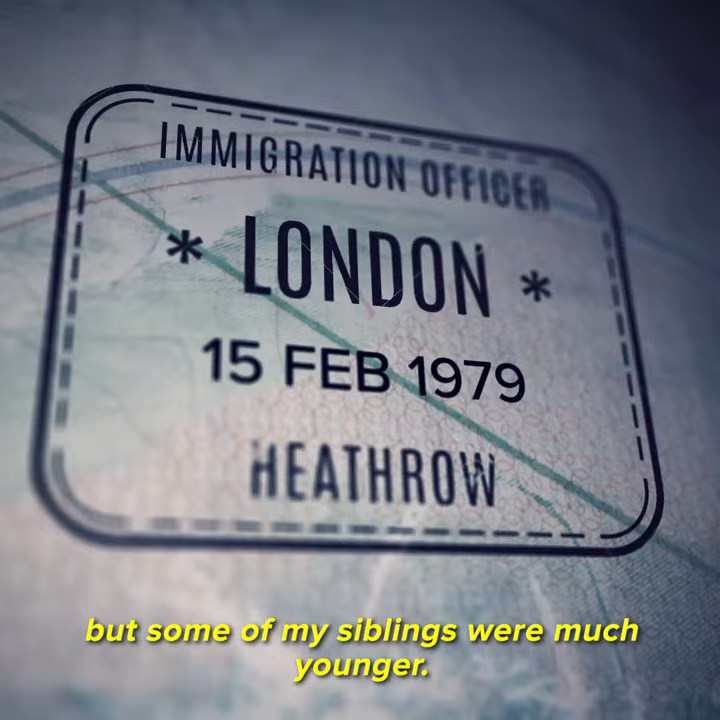 IMMIGRATION OFFICER
* LONDON *
15 FEB 1979
HEATHROW
but some of my siblings were much
younger.